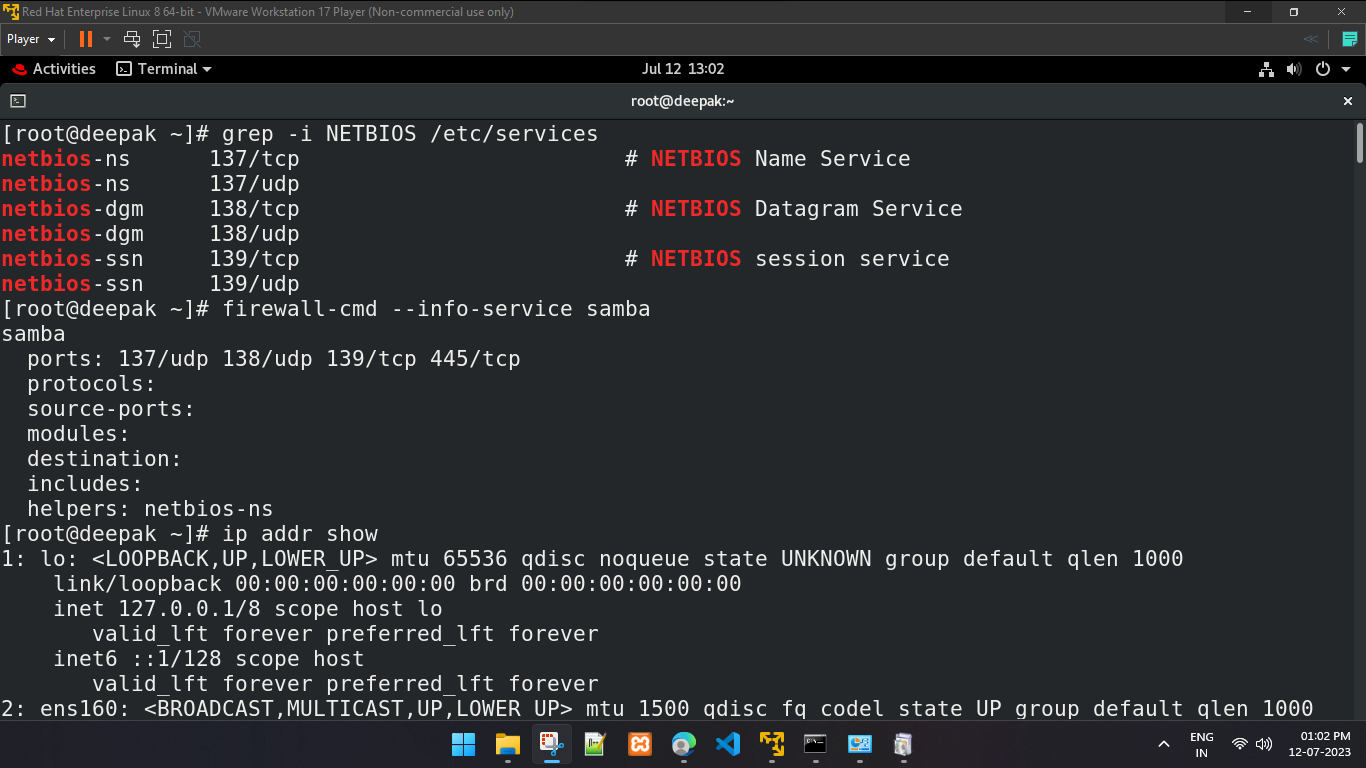 Red Hat Enterprise Linux 8 64-bit - VMware Workstation 17 Player (Non-commercial use only)
Player
Activities Terminal Jul 12 13:02
root@deepak:~
[root@deepak ~]# grep -i NETBIOS /etc/services
netbios-ns 137/tcp # NETBIOS Name Service
netbios-ns 137/udp
netbios-dgm 138/tcp # NETBIOS Datagram Service
netbios-dgm 138/udp
netbios-ssn 139/tcp # NETBIOS session service
netbios-ssn 139/udp
[root@deepak ~]# firewall-cmd --info-service samba
samba
ports: 137/udp 138/udp 139/tcp 445/tcp
protocols:
source-ports:
modules:
destination:
includes:
helpers: netbios-ns
[root@deepak ~]# ip addr show
1: lo: <LOOPBACK,UP,LOWER_UP> mtu 65536 qdisc noqueue state UNKNOWN group default qlen 1000
link/loopback 00:00:00:00:00:00 brd 00:00:00:00:00:00
inet 127.0.0.1/8 scope host lo
valid_lft forever preferred_lft forever
inet6 ::1/128 scope host
valid_lft forever preferred_lft forever
2: ens160: <BROADCAST,MULTICAST,UP,LOWER_UP> mtu 1500 qdisc fq_codel state UP group default qlen 1000
ENG 01:02 PM
IN 12-07-2023